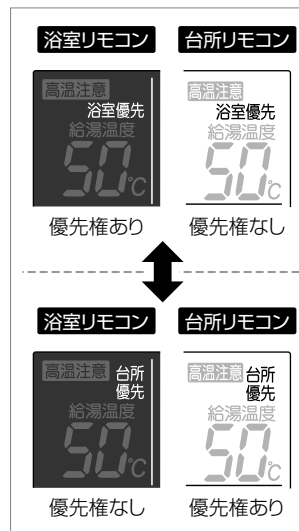 浴室リモコン
高温注意
浴室優先
給湯温度
50℃
優先権あり
台所リモコン
高温注意
浴室優先
給湯温度
50℃
優先権なし
浴室リモコン
高温注意 台所
優先
給湯温度
50℃
優先権なし
台所リモコン
高温注意 台所
優先
給湯温度
50℃
優先権あり